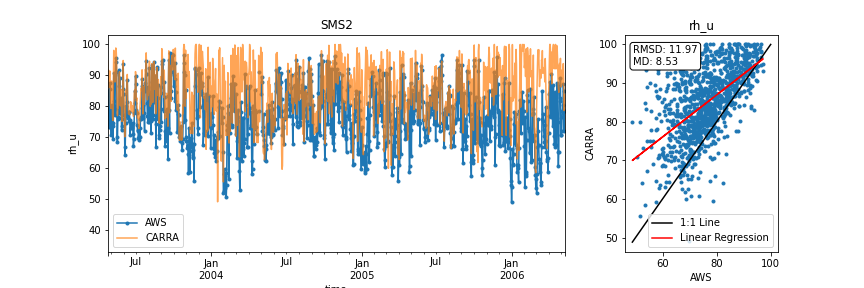 SMS2
rh_u
100
90
80
70
60
50
40
rh_u
AWS
CARRA
Jul
Jan
2004
Jul
Jan
2005
Jul
Jan
2006
time
rh_u
100
90
80
70
60
50
CARRA
RMSD: 11.97
MD: 8.53
1:1 Line
Linear Regression
60
80
100
AWS